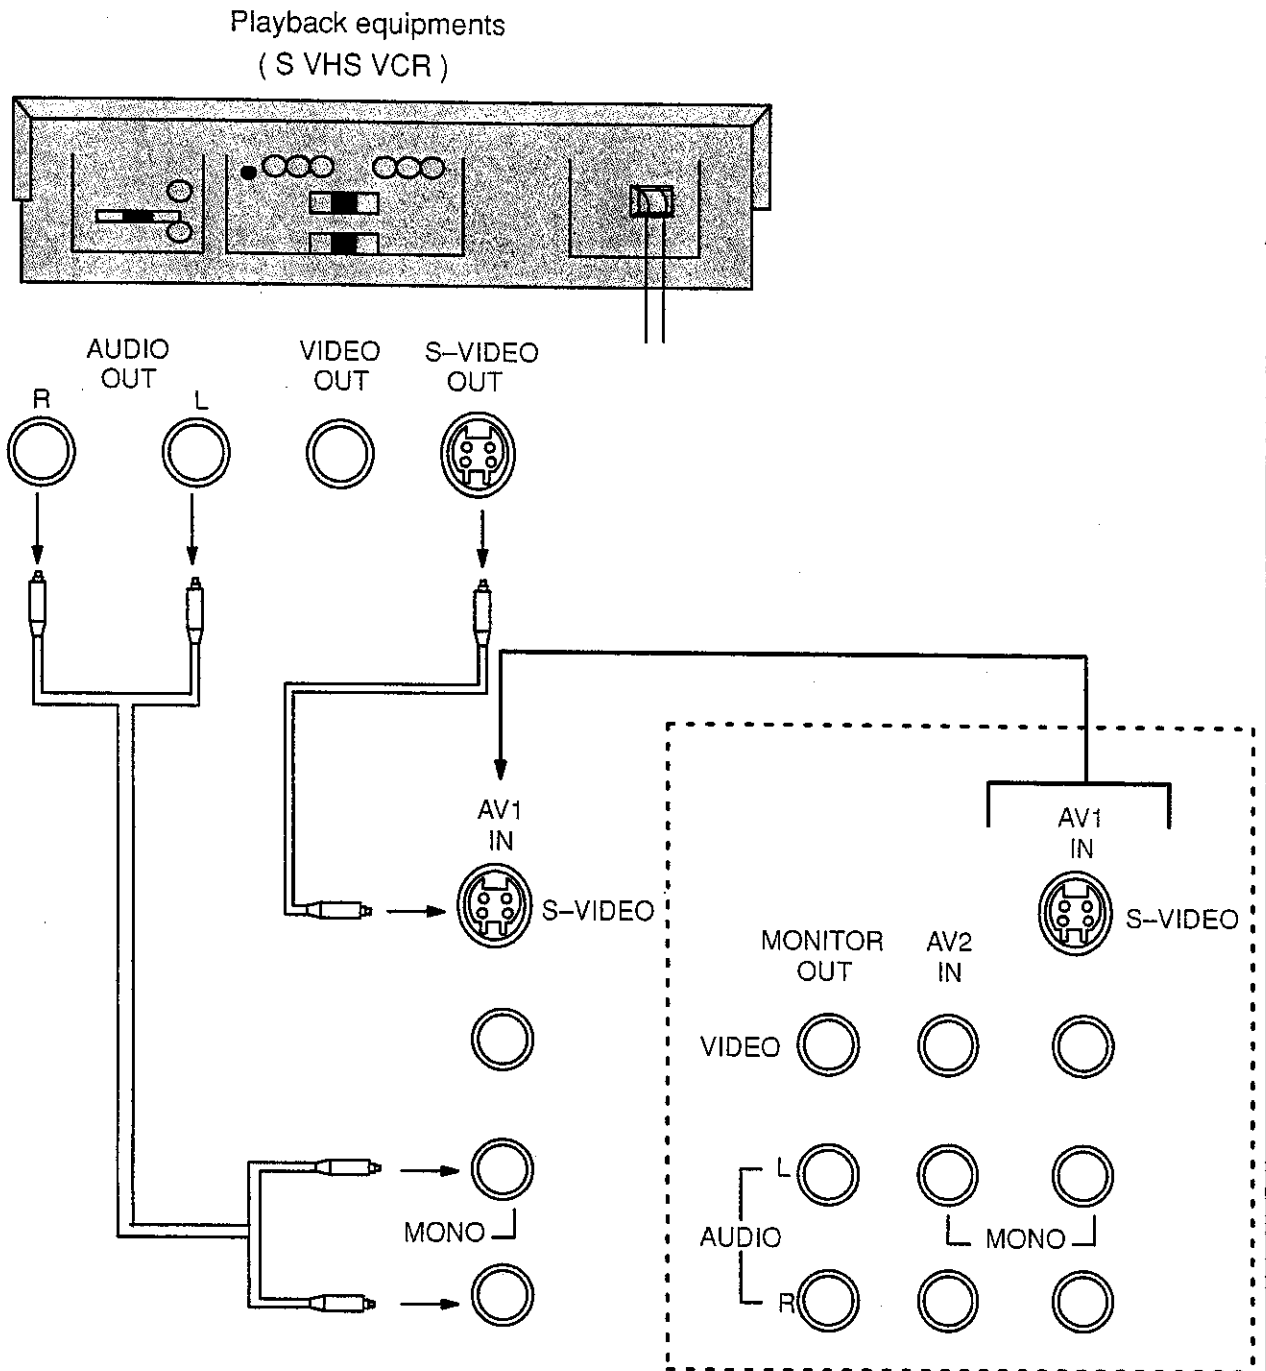 Playback equipments
( S VHS VCR )
AUDIO
OUT
R
L
VIDEO
OUT
S–VIDEO
OUT
AV1
IN
S–VIDEO
MONO
AV1
IN
S–VIDEO
MONITOR
OUT
AV2
IN
VIDEO
L
AUDIO
MONO
R